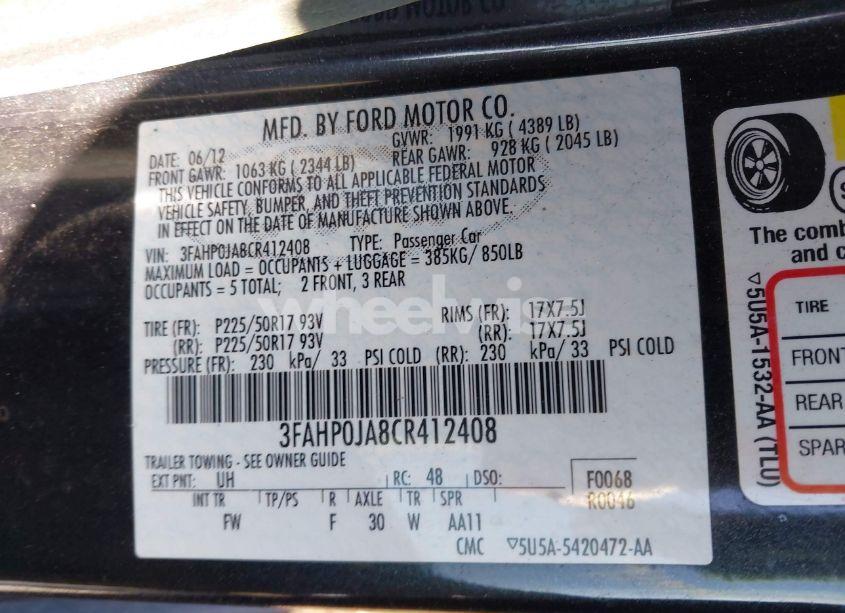 MFD. BY FORD MOTOR CO.
DATE: 06/12 GVWR: 1991 KG ( 4389 LB)
FRONT GAWR: 1063 KG ( 2344 LB) REAR GAWR: 928 KG ( 2045 LB)
THIS VEHICLE CONFORMS TO ALL APPLICABLE FEDERAL MOTOR
VEHICLE SAFETY, BUMPER, AND THEFT PREVENTION STANDARDS
IN EFFECT ON THE DATE OF MANUFACTURE SHOWN ABOVE.
VIN: 3FAHP0JA8CR412408 TYPE: Passenger Car
MAXIMUM LOAD = OCCUPANTS + LUGGAGE = 385KG/ 850LB
OCCUPANTS = 5 TOTAL; 2 FRONT, 3 REAR
TIRE (FR): P225/50R17 93V RIMS (FR): 17X7.5J
(RR): P225/50R17 93V (RR): 17X7.5J
PRESSURE (FR): 230 kPa/ 33 PSI COLD (RR): 230 kPa/ 33 PSI COLD
3FAHP0JA8CR412408
TRAILER TOWING - SEE OWNER GUIDE
EXT PNT: UH RC: 48 DSO: F0068
INT TR TP/PS R AXLE TR SPR R0046
FW F 30 W AA11
CMC ▽5U5A-5420472-AA
The comb
and c
TIRE
FRONT
REAR
SPAR
▽5U5A-1532-AA (TLU)
wheelvis